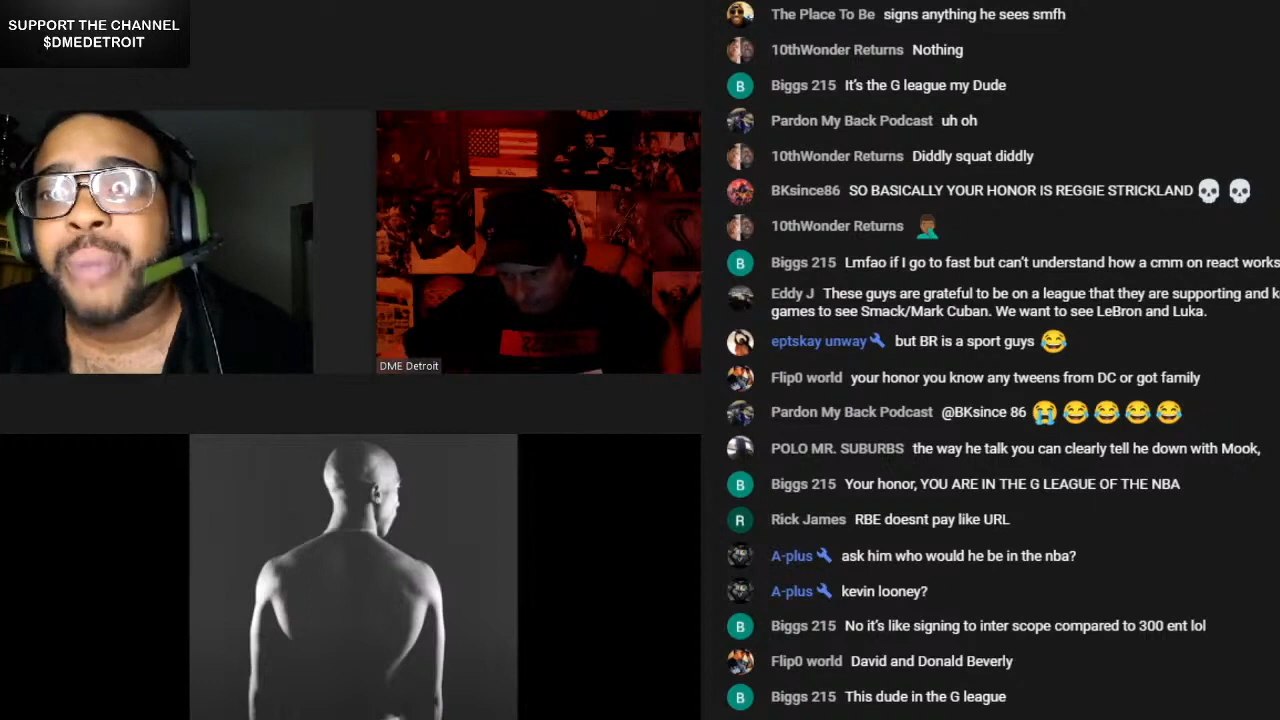 SUPPORT THE CHANNEL
$DMEDETROIT
DME Detroit
The Place To Be signs anything he sees smfh
10thWonder Returns Nothing
B Biggs 215 It's the G league my Dude
Pardon My Back Podcast uh oh
10thWonder Returns Diddly squat diddly
BKsince86 SO BASICALLY YOUR HONOR IS REGGIE STRICKLAND 💀 💀
10thWonder Returns
B Biggs 215 Lmfao if I go to fast but can't understand how a cmm on react works
Eddy J These guys are grateful to be on a league that they are supporting and k
games to see Smack/Mark Cuban. We want to see LeBron and Luka.
eptskay unway but BR is a sport guys 😂
Flip0 world your honor you know any tweens from DC or got family
Pardon My Back Podcast @BKsince 86 😭 😂 😂 😂 😂
POLO MR. SUBURBS the way he talk you can clearly tell he down with Mook,
B Biggs 215 Your honor, YOU ARE IN THE G LEAGUE OF THE NBA
R Rick James RBE doesnt pay like URL
A-plus ask him who would he be in the nba?
A-plus kevin looney?
B Biggs 215 No it's like signing to inter scope compared to 300 ent lol
Flip0 world David and Donald Beverly
B Biggs 215 This dude in the G league